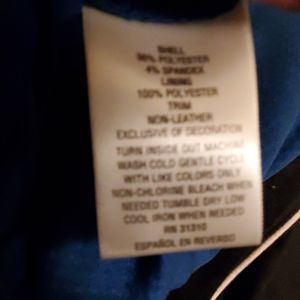 SHELL
96% POLYESTER
4% SPANDEX
LINING
100% POLYESTER
TRIM
NON-LEATHER
EXCLUSIVE OF DECORATION
TURN INSIDE OUT MACHINE
WASH COLD GENTLE CYCLE
WITH LIKE COLORS ONLY
NON-CHLORINE BLEACH WHEN
NEEDED TUMBLE DRY LOW
COOL IRON WHEN NEEDED
RN 31310
ESPAÑOL EN REVERSO